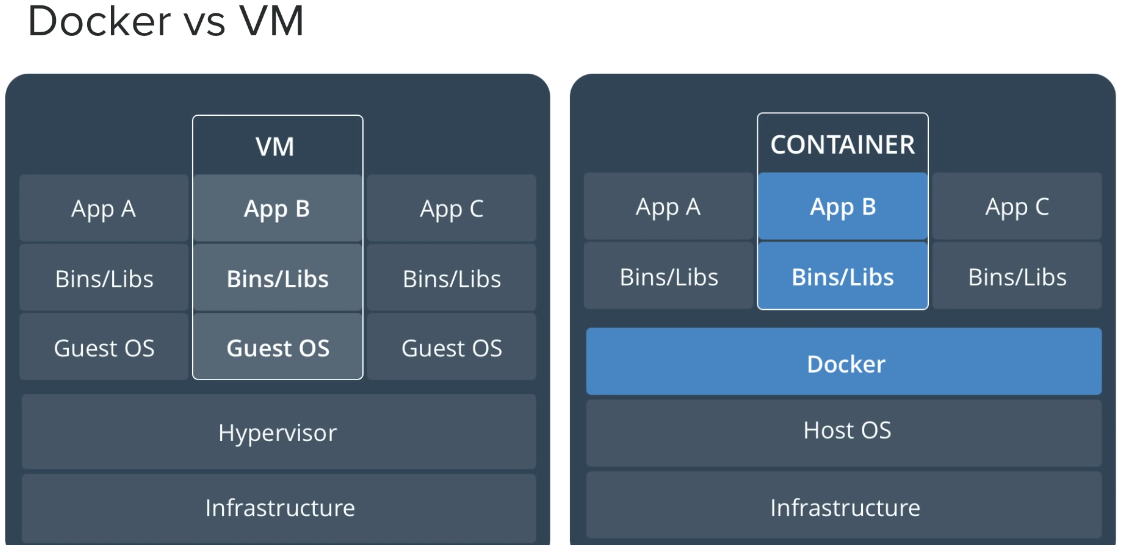 Docker vs VM
VM
App A
App B
App C
Bins/Libs
Bins/Libs
Bins/Libs
Guest OS
Guest OS
Guest OS
Hypervisor
Infrastructure
CONTAINER
App A
App B
App C
Bins/Libs
Bins/Libs
Bins/Libs
Docker
Host OS
Infrastructure